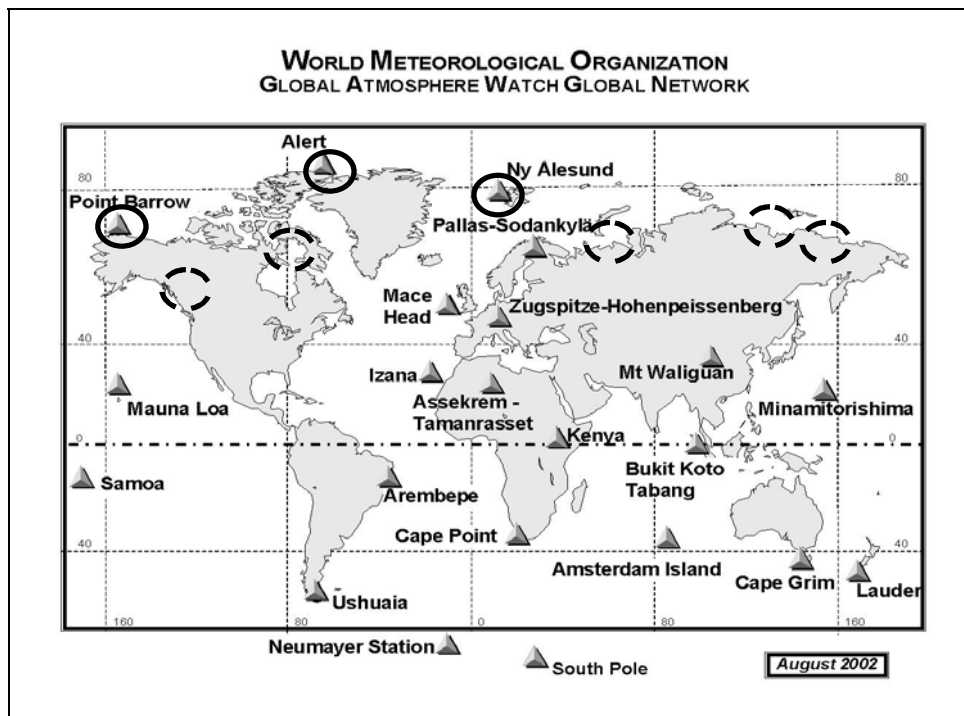 WORLD METEOROLOGICAL ORGANIZATION
GLOBAL ATMOSPHERE WATCH GLOBAL NETWORK
Alert
Ny Alesund
80
80
Point Barrow
Pallas-Sodankylä
Mace
Head
Zugspitze-Hohenpeissenberg
40
40
Izana
Mt Waliguan
Mauna Loa
Assekrem -
Tamanrasset
Minamitorishima
Kenya
0
0
Samoa
Arembepe
Bukit Koto
Tabang
Cape Point
40
40
Amsterdam Island
Cape Grim
Lauder
Ushuaia
160
80
0
80
160
Neumayer Station
South Pole
August 2002